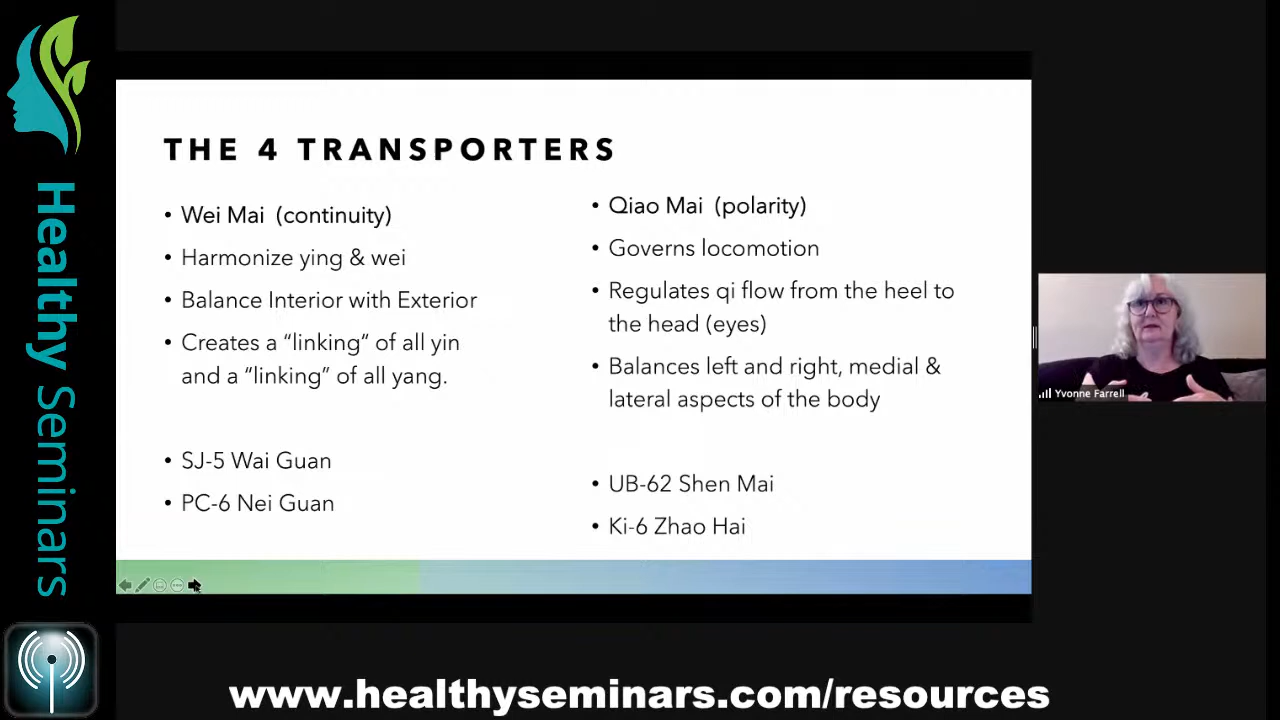 Healthy Seminars
THE 4 TRANSPORTERS
• Wei Mai (continuity)
• Harmonize ying & wei
• Balance Interior with Exterior
• Creates a “linking” of all yin
and a “linking” of all yang.
• SJ-5 Wai Guan
• PC-6 Nei Guan
• Qiao Mai (polarity)
• Governs locomotion
• Regulates qi flow from the heel to
the head (eyes)
• Balances left and right, medial &
lateral aspects of the body
• UB-62 Shen Mai
• Ki-6 Zhao Hai
Yvonne Farrell
www.healthyseminars.com/resources